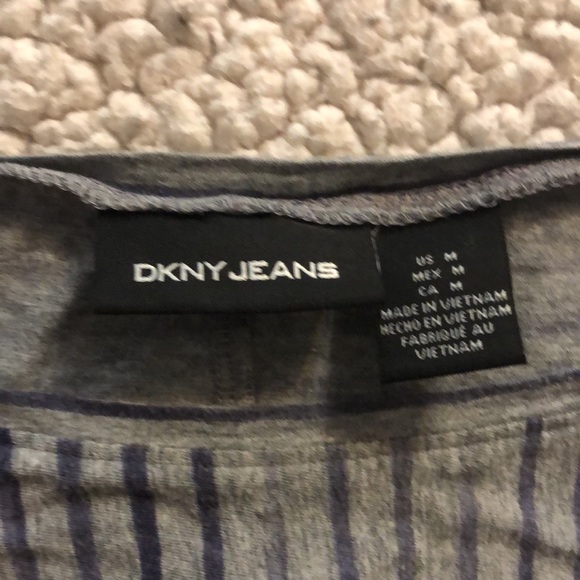 DKNY JEANS
US M
MEX M
CA M
MADE IN VIETNAM
HECHO EN VIETNAM
FABRIQUÉ AU
VIETNAM